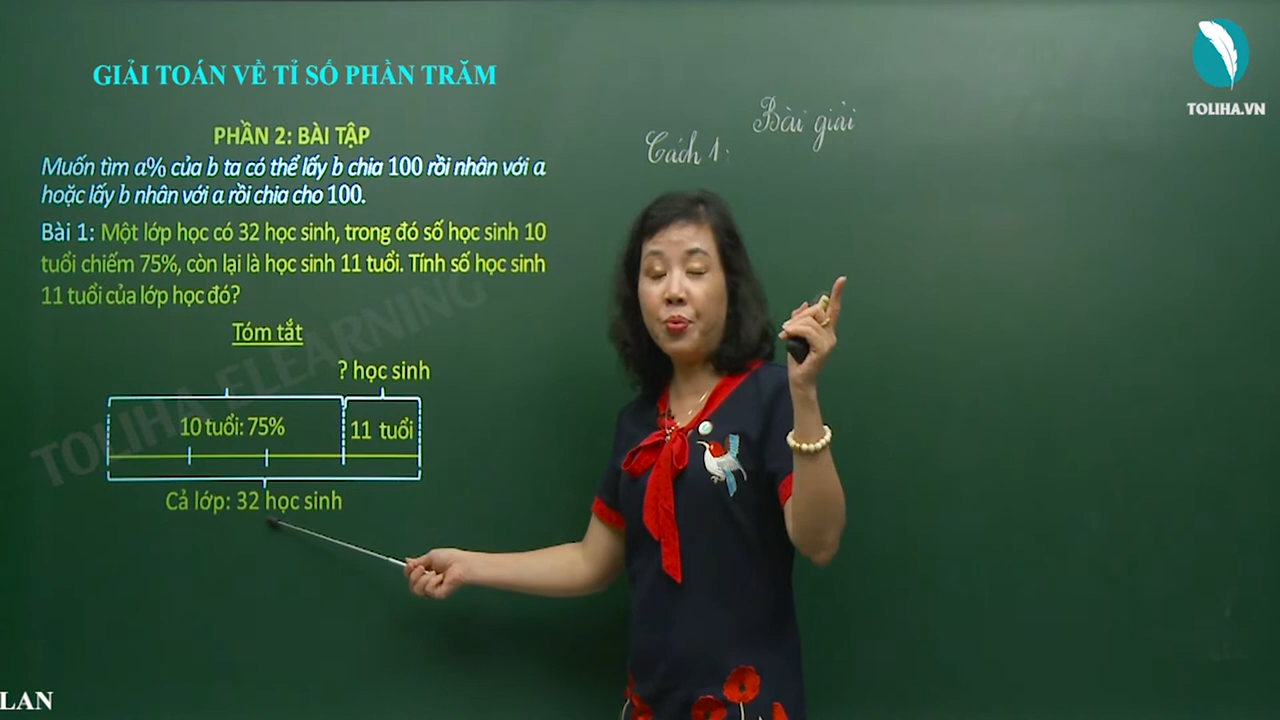 GIẢI TOÁN VỀ TỈ SỐ PHẦN TRĂM
TOLIHA.VN
PHẦN 2: BÀI TẬP
Muốn tìm a% của b ta có thể lấy b chia 100 rồi nhân với a
hoặc lấy b nhân với a rồi chia cho 100.
Bài 1: Một lớp học có 32 học sinh, trong đó số học sinh 10
tuổi chiếm 75%, còn lại là học sinh 11 tuổi. Tính số học sinh
11 tuổi của lớp học đó?
Tóm tắt
? học sinh
10 tuổi: 75%
11 tuổi
Cả lớp: 32 học sinh
Bài giải
Cách 1:
TOLIHA ELEARNING
LAN